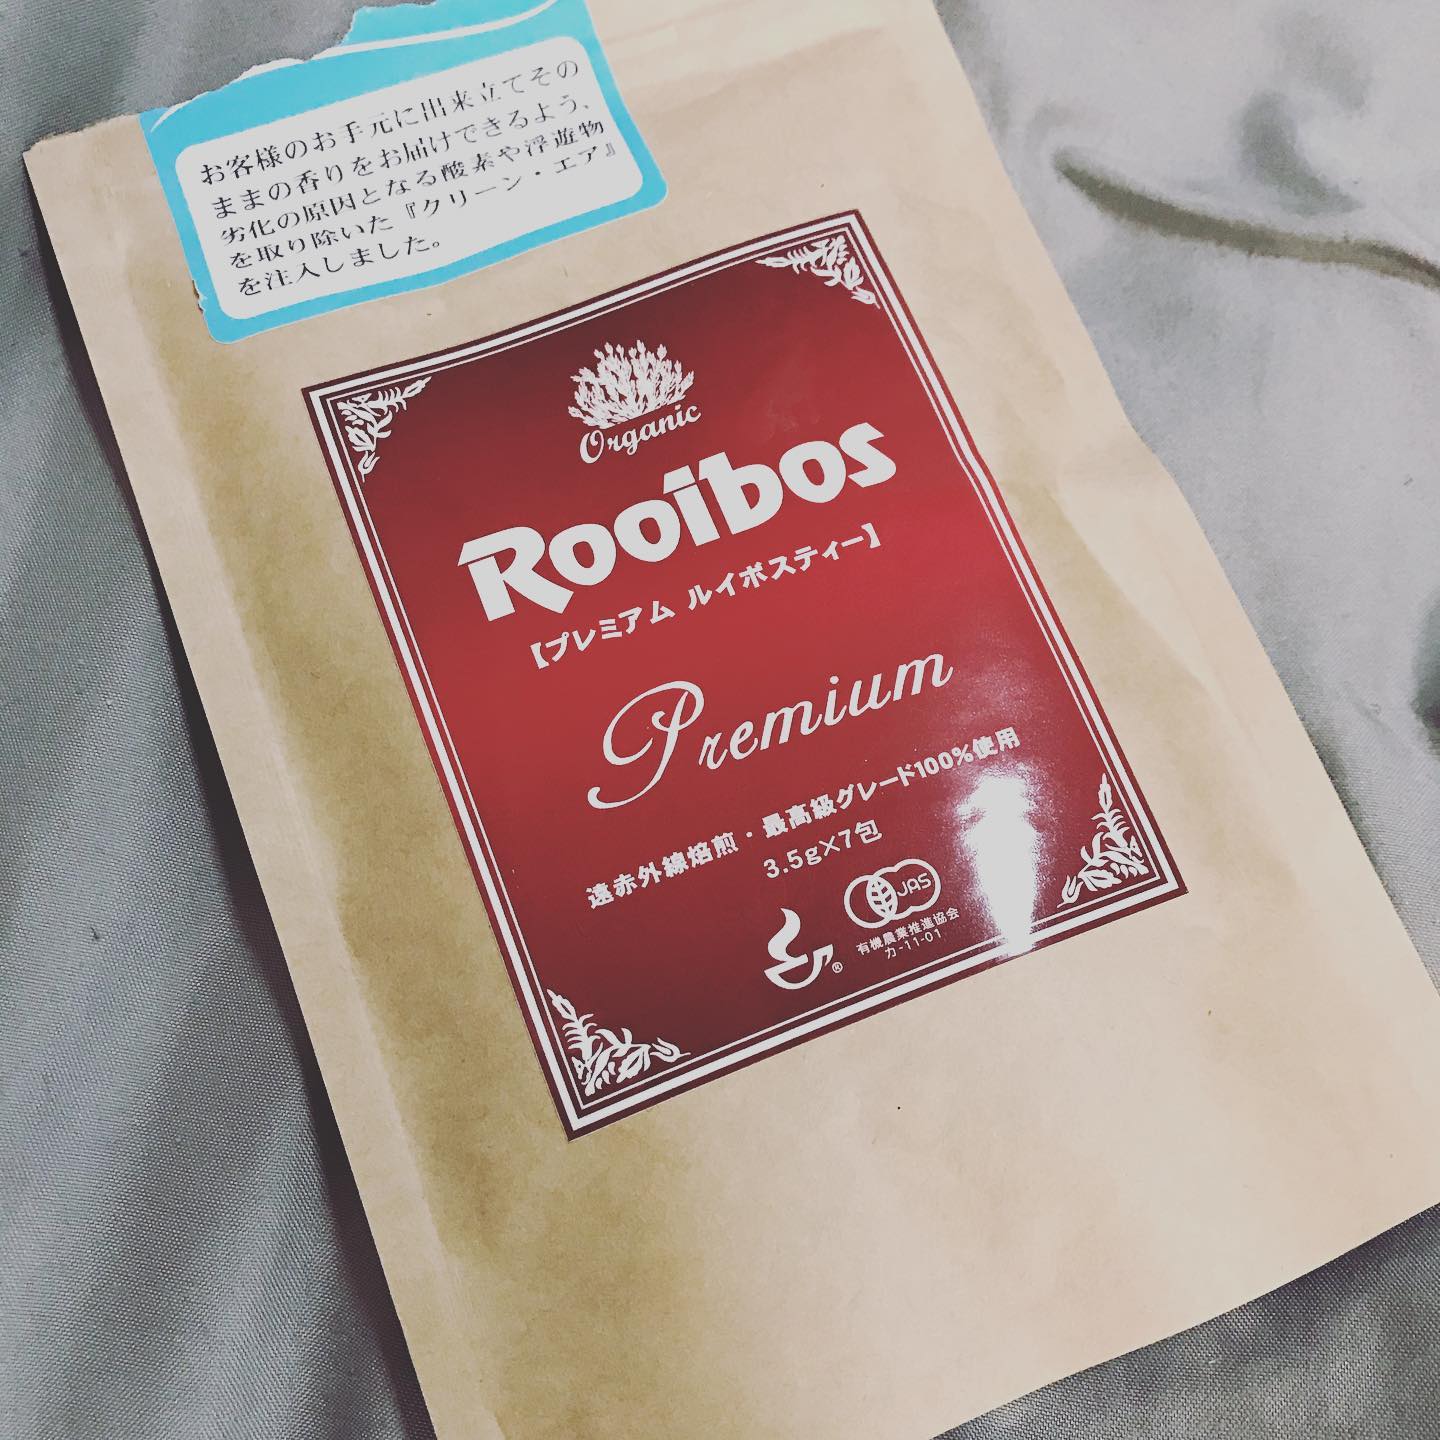 お客様のお手元に出来立てその
ままの香りをお届けできるよう、
劣化の原因となる酸素や浮遊物
を取り除いた『クリーン・エア』
を注入しました。
Organic
Rooibos
【プレミアム ルイボスティー】
Premium
遠赤外線焙煎・最高級グレード100%使用
3.5g×7包
JAS
有機農業推進協会
カ-11-01
®